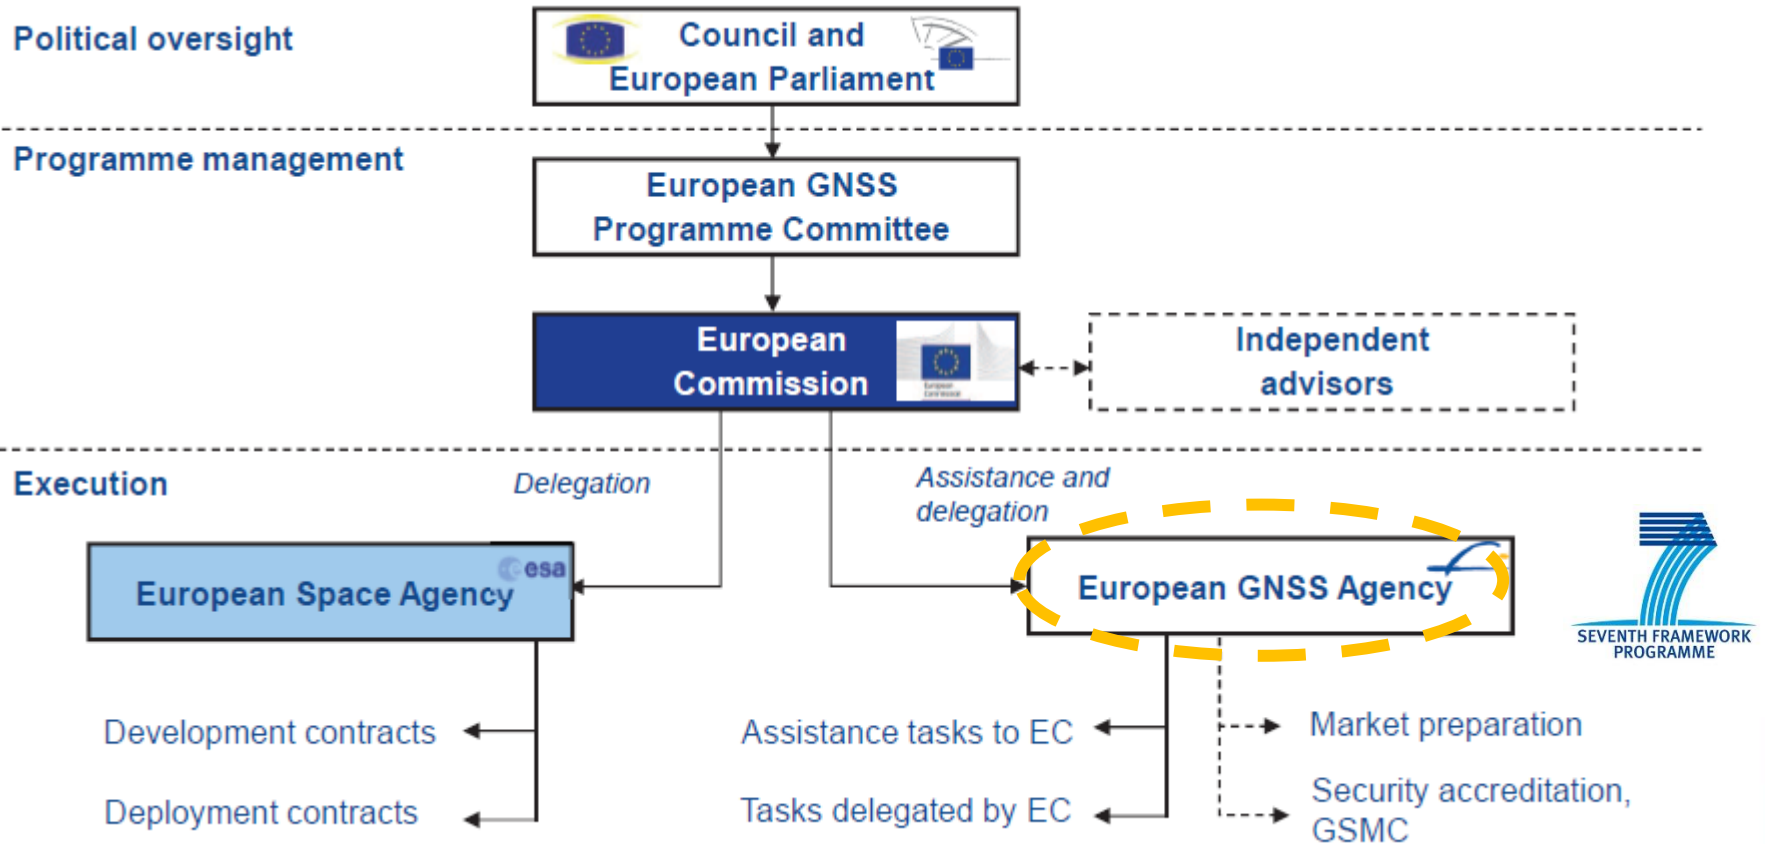 Political oversight
Council and
European Parliament
Programme management
European GNSS
Programme Committee
European
Commission
Independent
advisors
Execution
Delegation
Assistance and
delegation
esa
European Space Agency
European GNSS Agency
SEVENTH FRAMEWORK
PROGRAMME
Development contracts
Deployment contracts
Assistance tasks to EC
Tasks delegated by EC
Market preparation
Security accreditation,
GSMC